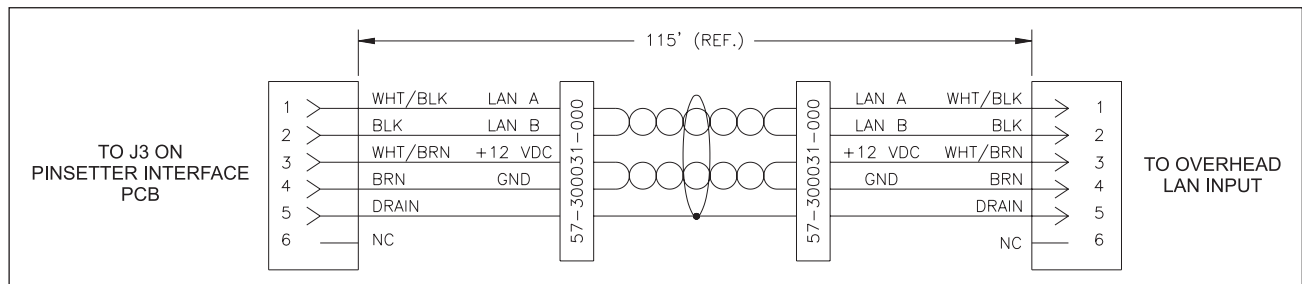 115' (REF.)
TO J3 ON
PINSETTER INTERFACE
PCB
1 WHT/BLK LAN A
2 BLK LAN B
3 WHT/BRN +12 VDC
4 BRN GND
5 DRAIN
6 NC
57-300031-000
57-300031-000
LAN A WHT/BLK 1
LAN B BLK 2
+12 VDC WHT/BRN 3
GND BRN 4
DRAIN 5
NC 6
TO OVERHEAD
LAN INPUT